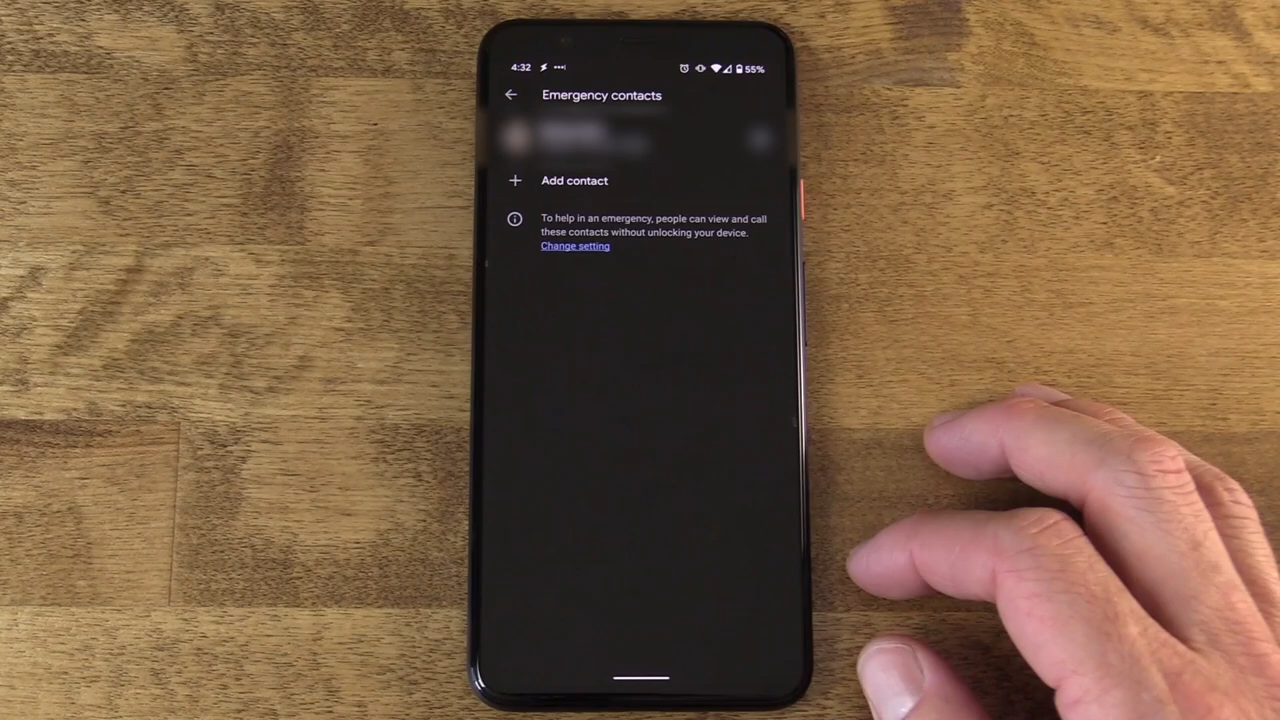 4:32 55%
Emergency contacts
Add contact
To help in an emergency, people can view and call
these contacts without unlocking your device.
Change setting